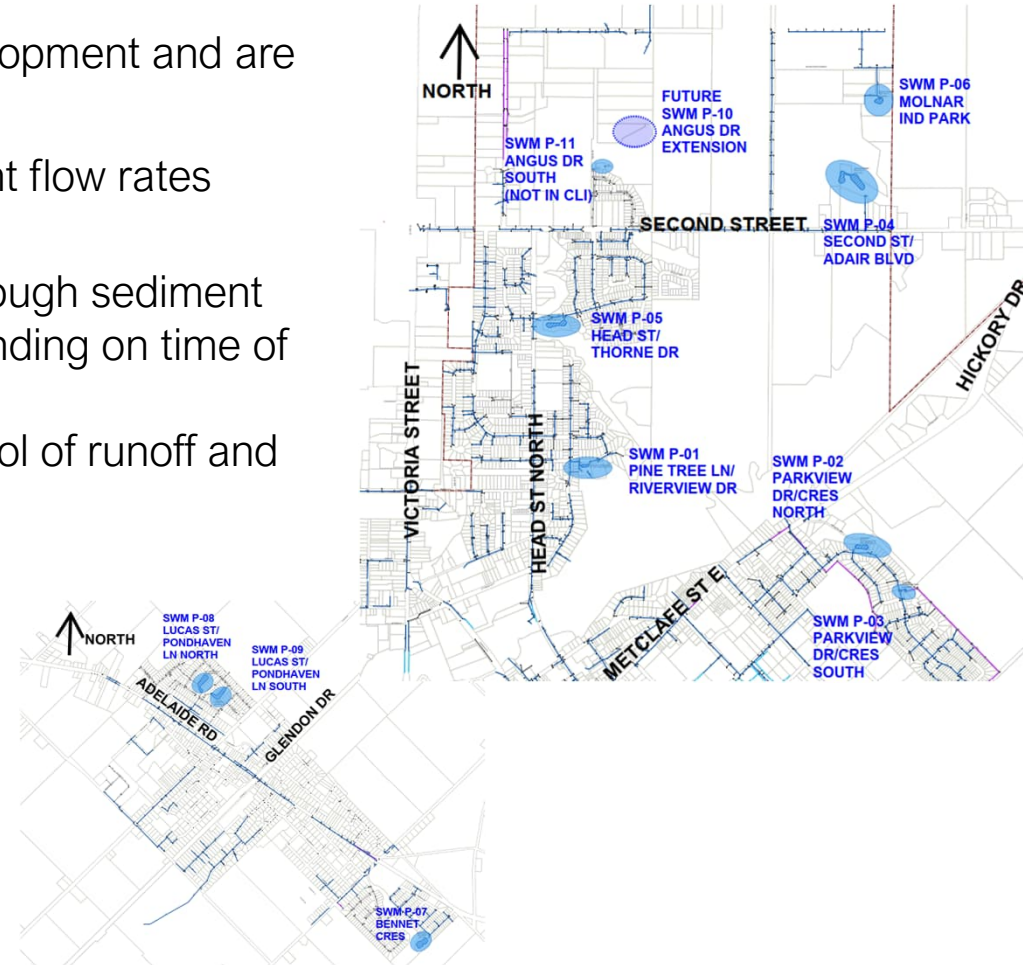 opment and are
t flow rates
ough sediment
nding on time of
ol of runoff and
NORTH
FUTURE
SWM P-10
ANGUS DR
EXTENSION
SWM P-06
MOLNAR
IND PARK
SWM P-11
ANGUS DR
SOUTH
(NOT IN CLI)
SECOND STREET
SWM P-04
SECOND ST/
ADAIR BLVD
SWM P-05
HEAD ST/
THORNE DR
HICKORY DR
VICTORIA STREET
HEAD ST NORTH
SWM P-01
PINE TREE LN/
RIVERVIEW DR
SWM P-02
PARKVIEW
DR/CRES
NORTH
METCLAFE ST E
SWM P-03
PARKVIEW
DR/CRES
SOUTH
NORTH
SWM P-08
LUCAS ST/
PONDHAVEN
LN NORTH
SWM P-09
LUCAS ST/
PONDHAVEN
LN SOUTH
ADELAIDE RD
GLENDON DR
SWM P-07
BENNET
CRES